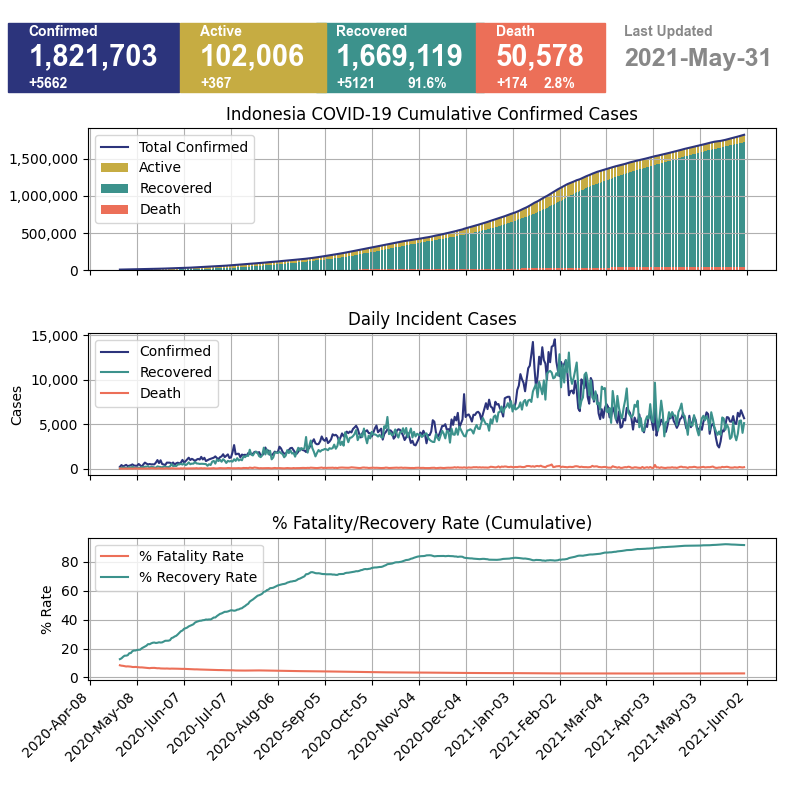 Confirmed Active Recovered Death Last Updated
1,821,703 102,006 1,669,119 50,578 2021-May-31
+5662 +367 +5121 91.6% +174 2.8%
Indonesia COVID-19 Cumulative Confirmed Cases
Total Confirmed
Active
Recovered
Death
1,500,000
1,000,000
500,000
0
Daily Incident Cases
Confirmed
Recovered
Death
15,000
10,000
5,000
0
Cases
% Fatality/Recovery Rate (Cumulative)
% Fatality Rate
% Recovery Rate
80
60
40
20
0
% Rate
2020-Apr-08
2020-May-08
2020-Jun-07
2020-Jul-07
2020-Aug-06
2020-Sep-05
2020-Oct-05
2020-Nov-04
2020-Dec-04
2021-Jan-03
2021-Feb-02
2021-Mar-04
2021-Apr-03
2021-May-03
2021-Jun-02